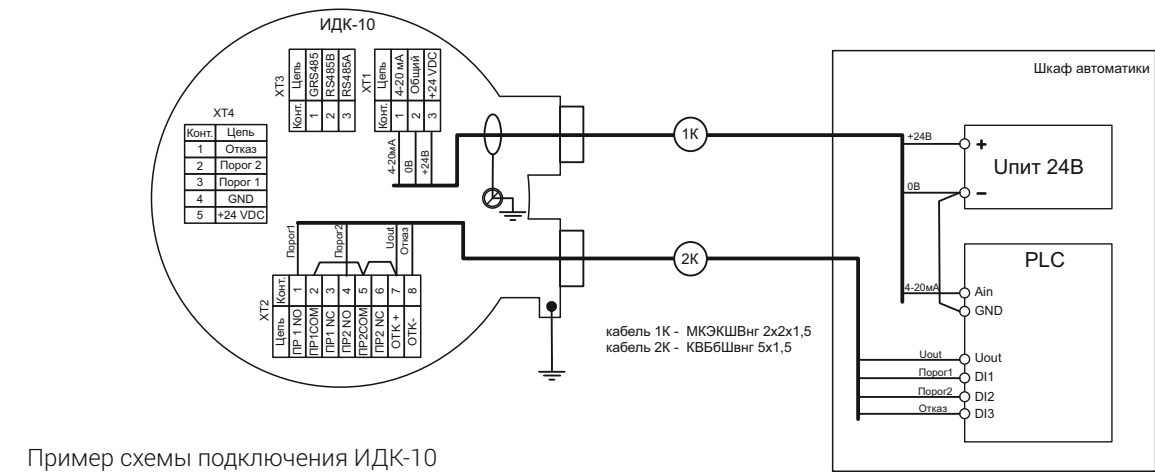 ИДК-10
XT3
Конт. Цепь
1 GRS485
2 RS485B
3 RS485A
XT1
Конт. Цепь
1 4-20 мА
2 Общий
3 +24 VDC
XT4
Конт. Цепь
1 Отказ
2 Порог 2
3 Порог 1
4 GND
5 +24 VDC
4-20мА
0В
+24В
Порог1
Порог2
Uout
Отказ
XT2
Цепь Конт.
ПР 1 NO 1
ПР1COM 2
ПР1 NC 3
ПР2 NO 4
ПР2COM 5
ПР2 NC 6
ОТК + 7
ОТК- 8
1К
2К
кабель 1К - МКЭКШВнг 2х2х1,5
кабель 2К - КВБбШвнг 5х1,5
Шкаф автоматики
+24В
+
Uпит 24В
0В
-
PLC
4-20мА
Ain
GND
Uout Uout
Порог1 DI1
Порог2 DI2
Отказ DI3
Пример схемы подключения ИДК-10